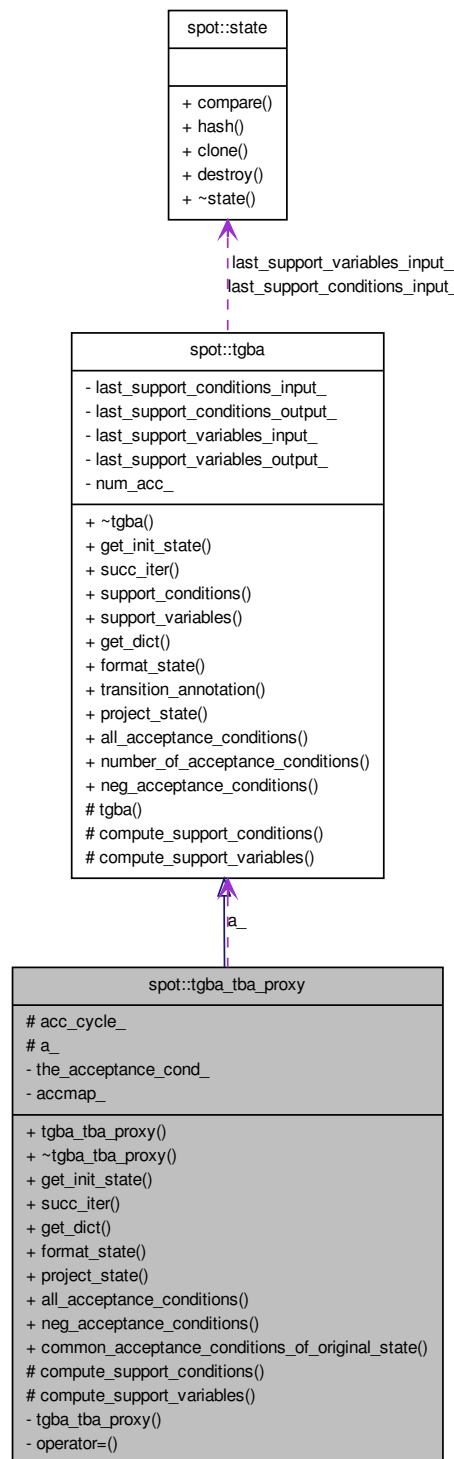 spot::state
+ compare()
+ hash()
+ clone()
+ destroy()
+ ~state()
last_support_variables_input_
last_support_conditions_input_
spot::tgba
- last_support_conditions_input_
- last_support_conditions_output_
- last_support_variables_input_
- last_support_variables_output_
- num_acc_
+ ~tgba()
+ get_init_state()
+ succ_iter()
+ support_conditions()
+ support_variables()
+ get_dict()
+ format_state()
+ transition_annotation()
+ project_state()
+ all_acceptance_conditions()
+ number_of_acceptance_conditions()
+ neg_acceptance_conditions()
# tgba()
# compute_support_conditions()
# compute_support_variables()
a_
spot::tgba_tba_proxy
# acc_cycle_
# a_
- the_acceptance_cond_
- accmap_
+ tgba_tba_proxy()
+ ~tgba_tba_proxy()
+ get_init_state()
+ succ_iter()
+ get_dict()
+ format_state()
+ project_state()
+ all_acceptance_conditions()
+ neg_acceptance_conditions()
+ common_acceptance_conditions_of_original_state()
# compute_support_conditions()
# compute_support_variables()
- tgba_tba_proxy()
- operator=()